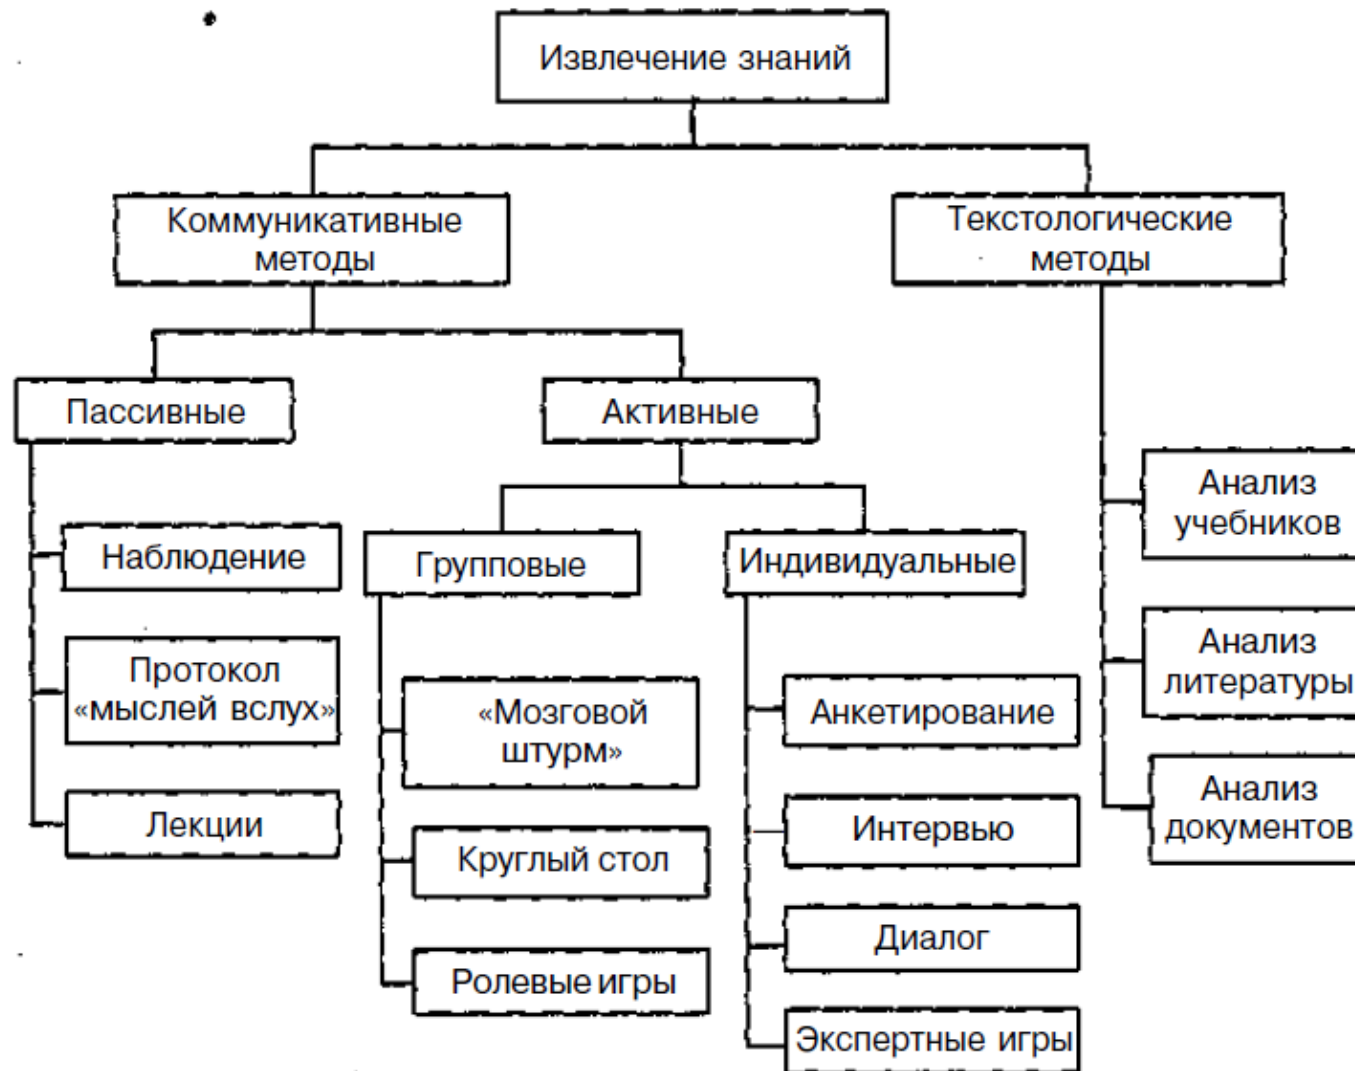 Извлечение знаний
Коммуникативные
методы
Текстологические
методы
Пассивные
Активные
Наблюдение
Протокол
«мыслей вслух»
Лекции
Групповые
«Мозговой
штурм»
Круглый стол
Ролевые игры
Индивидуальные
Анкетирование
Интервью
Диалог
Экспертные игры
Анализ
учебников
Анализ
литературы
Анализ
документов